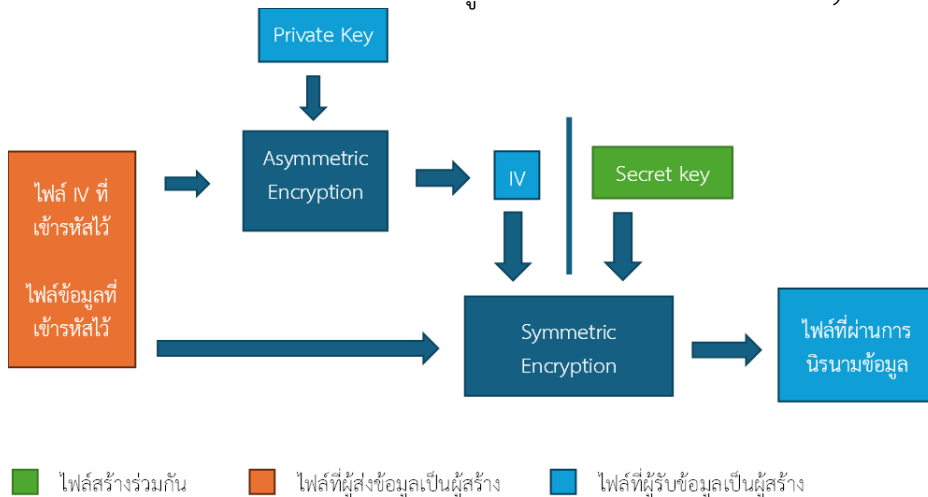 Private Key
Asymmetric
Encryption
IV
Secret key
ไฟล์ IV ที่
เข้ารหัสไว้
ไฟล์ข้อมูลที่
เข้ารหัสไว้
Symmetric
Encryption
ไฟล์ที่ผ่านการ
นิรนามข้อมูล
ไฟล์สร้างร่วมกัน
ไฟล์ที่ผู้ส่งข้อมูลเป็นผู้สร้าง
ไฟล์ที่ผู้รับข้อมูลเป็นผู้สร้าง